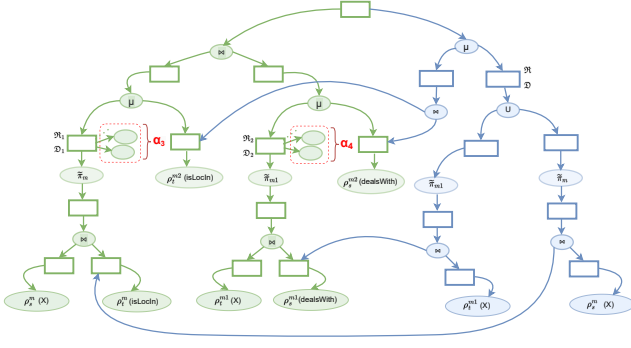 ⋈
μ
μ
μ
ℜ
𝔇
⋈
∪
ℜ₁
𝔇₁
α₃
ρ_t^{m2} (isLocIn)
ℜ₂
𝔇₂
α₄
ρ_s^{m2} (dealsWith)
π̃_m
π̃_{m1}
π̃_{m1}
π̃_m
⋈
⋈
⋈
⋈
ρ_s^m (X)
ρ_t^m (isLocIn)
ρ_t^{m1} (X)
ρ_s^{m1} (dealsWith)
ρ_t^{m1} (X)
ρ_s^m (X)